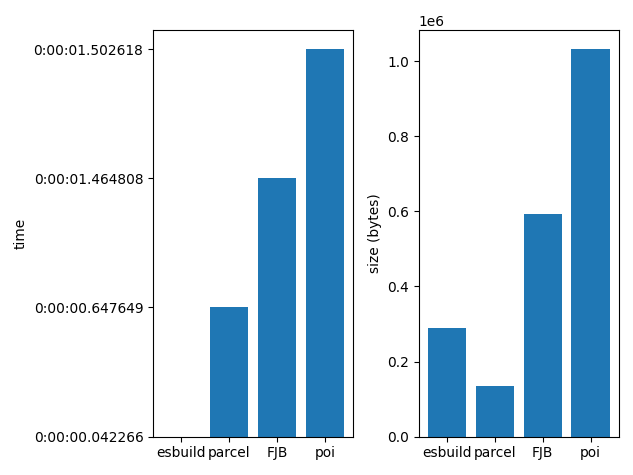 0:00:01.502618
0:00:01.464808
0:00:00.647649
0:00:00.042266
time
esbuild parcel FJB poi
1e6
1.0
0.8
0.6
0.4
0.2
0.0
size (bytes)
esbuild parcel FJB poi